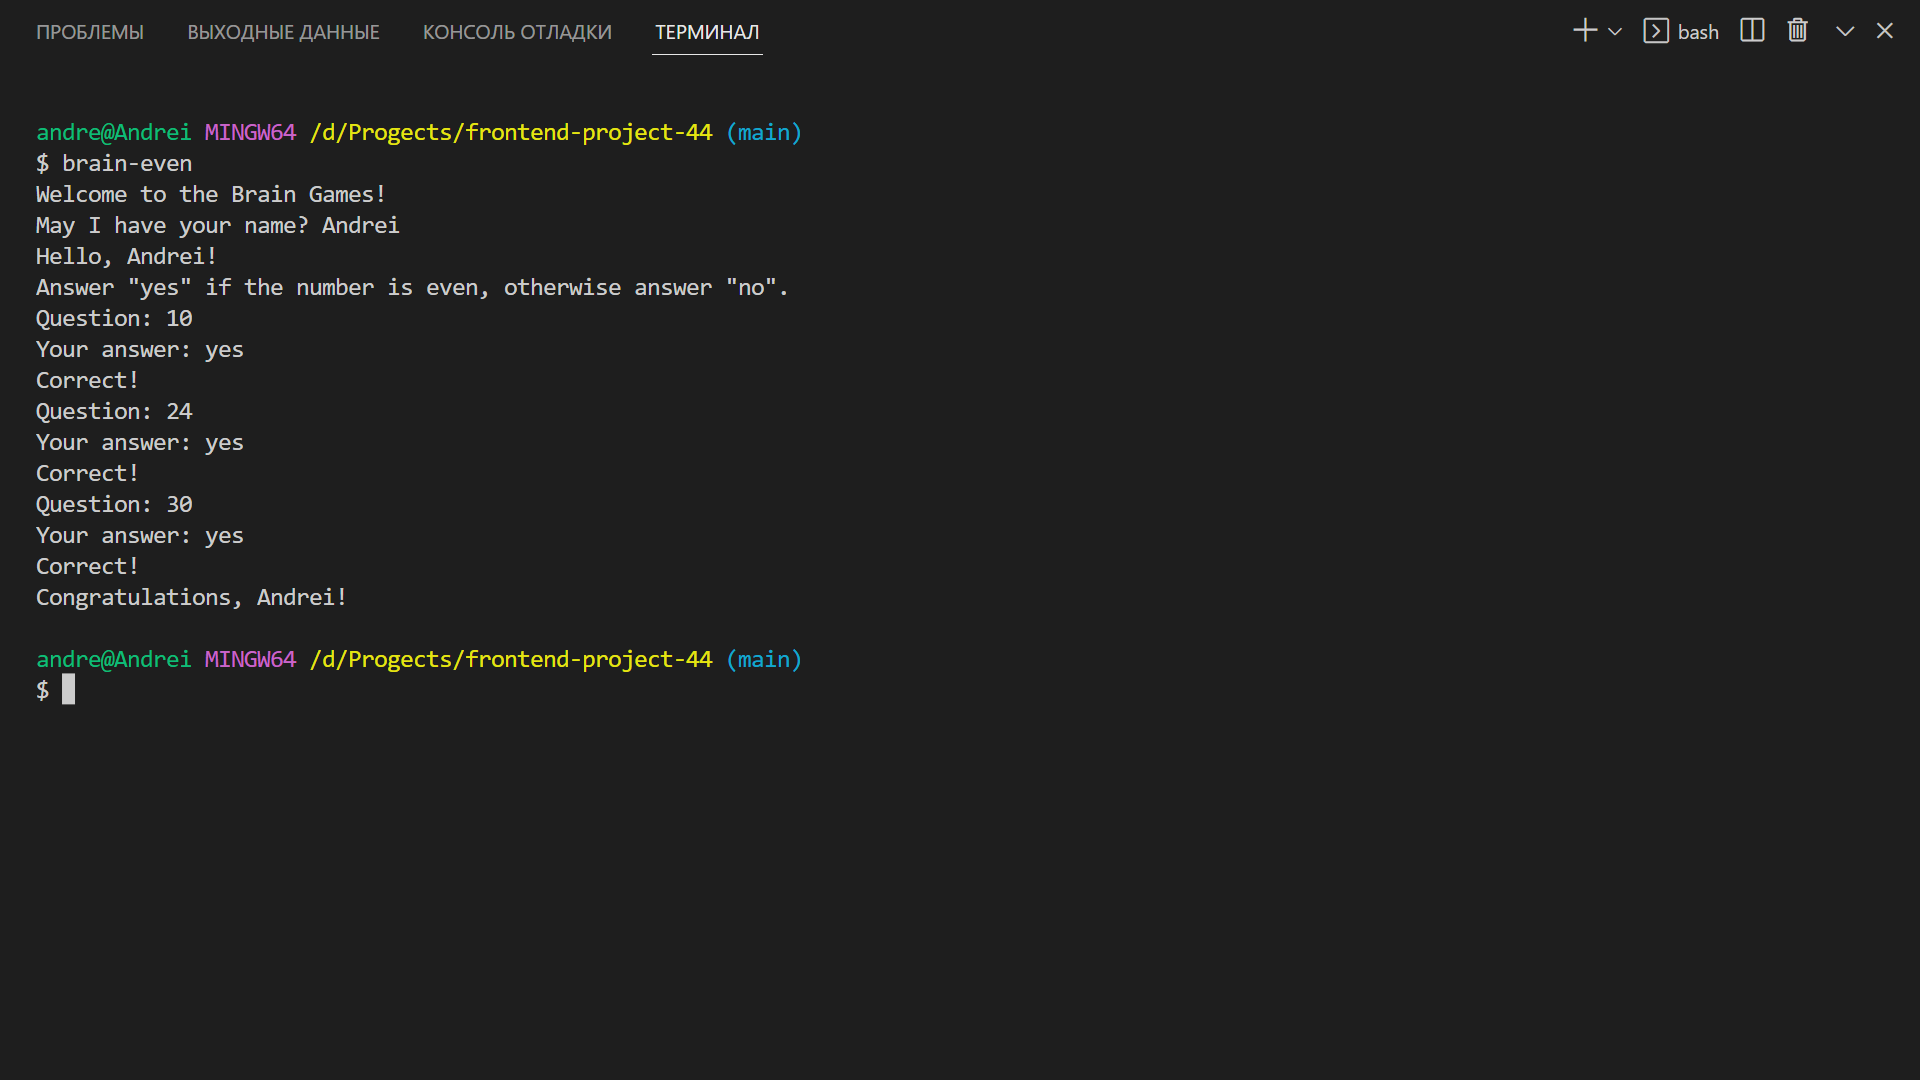 ПРОБЛЕМЫ ВЫХОДНЫЕ ДАННЫЕ КОНСОЛЬ ОТЛАДКИ ТЕРМИНАЛ bash
andre@Andrei MINGW64 /d/Progects/frontend-project-44 (main)
$ brain-even
Welcome to the Brain Games!
May I have your name? Andrei
Hello, Andrei!
Answer "yes" if the number is even, otherwise answer "no".
Question: 10
Your answer: yes
Correct!
Question: 24
Your answer: yes
Correct!
Question: 30
Your answer: yes
Correct!
Congratulations, Andrei!
andre@Andrei MINGW64 /d/Progects/frontend-project-44 (main)
$